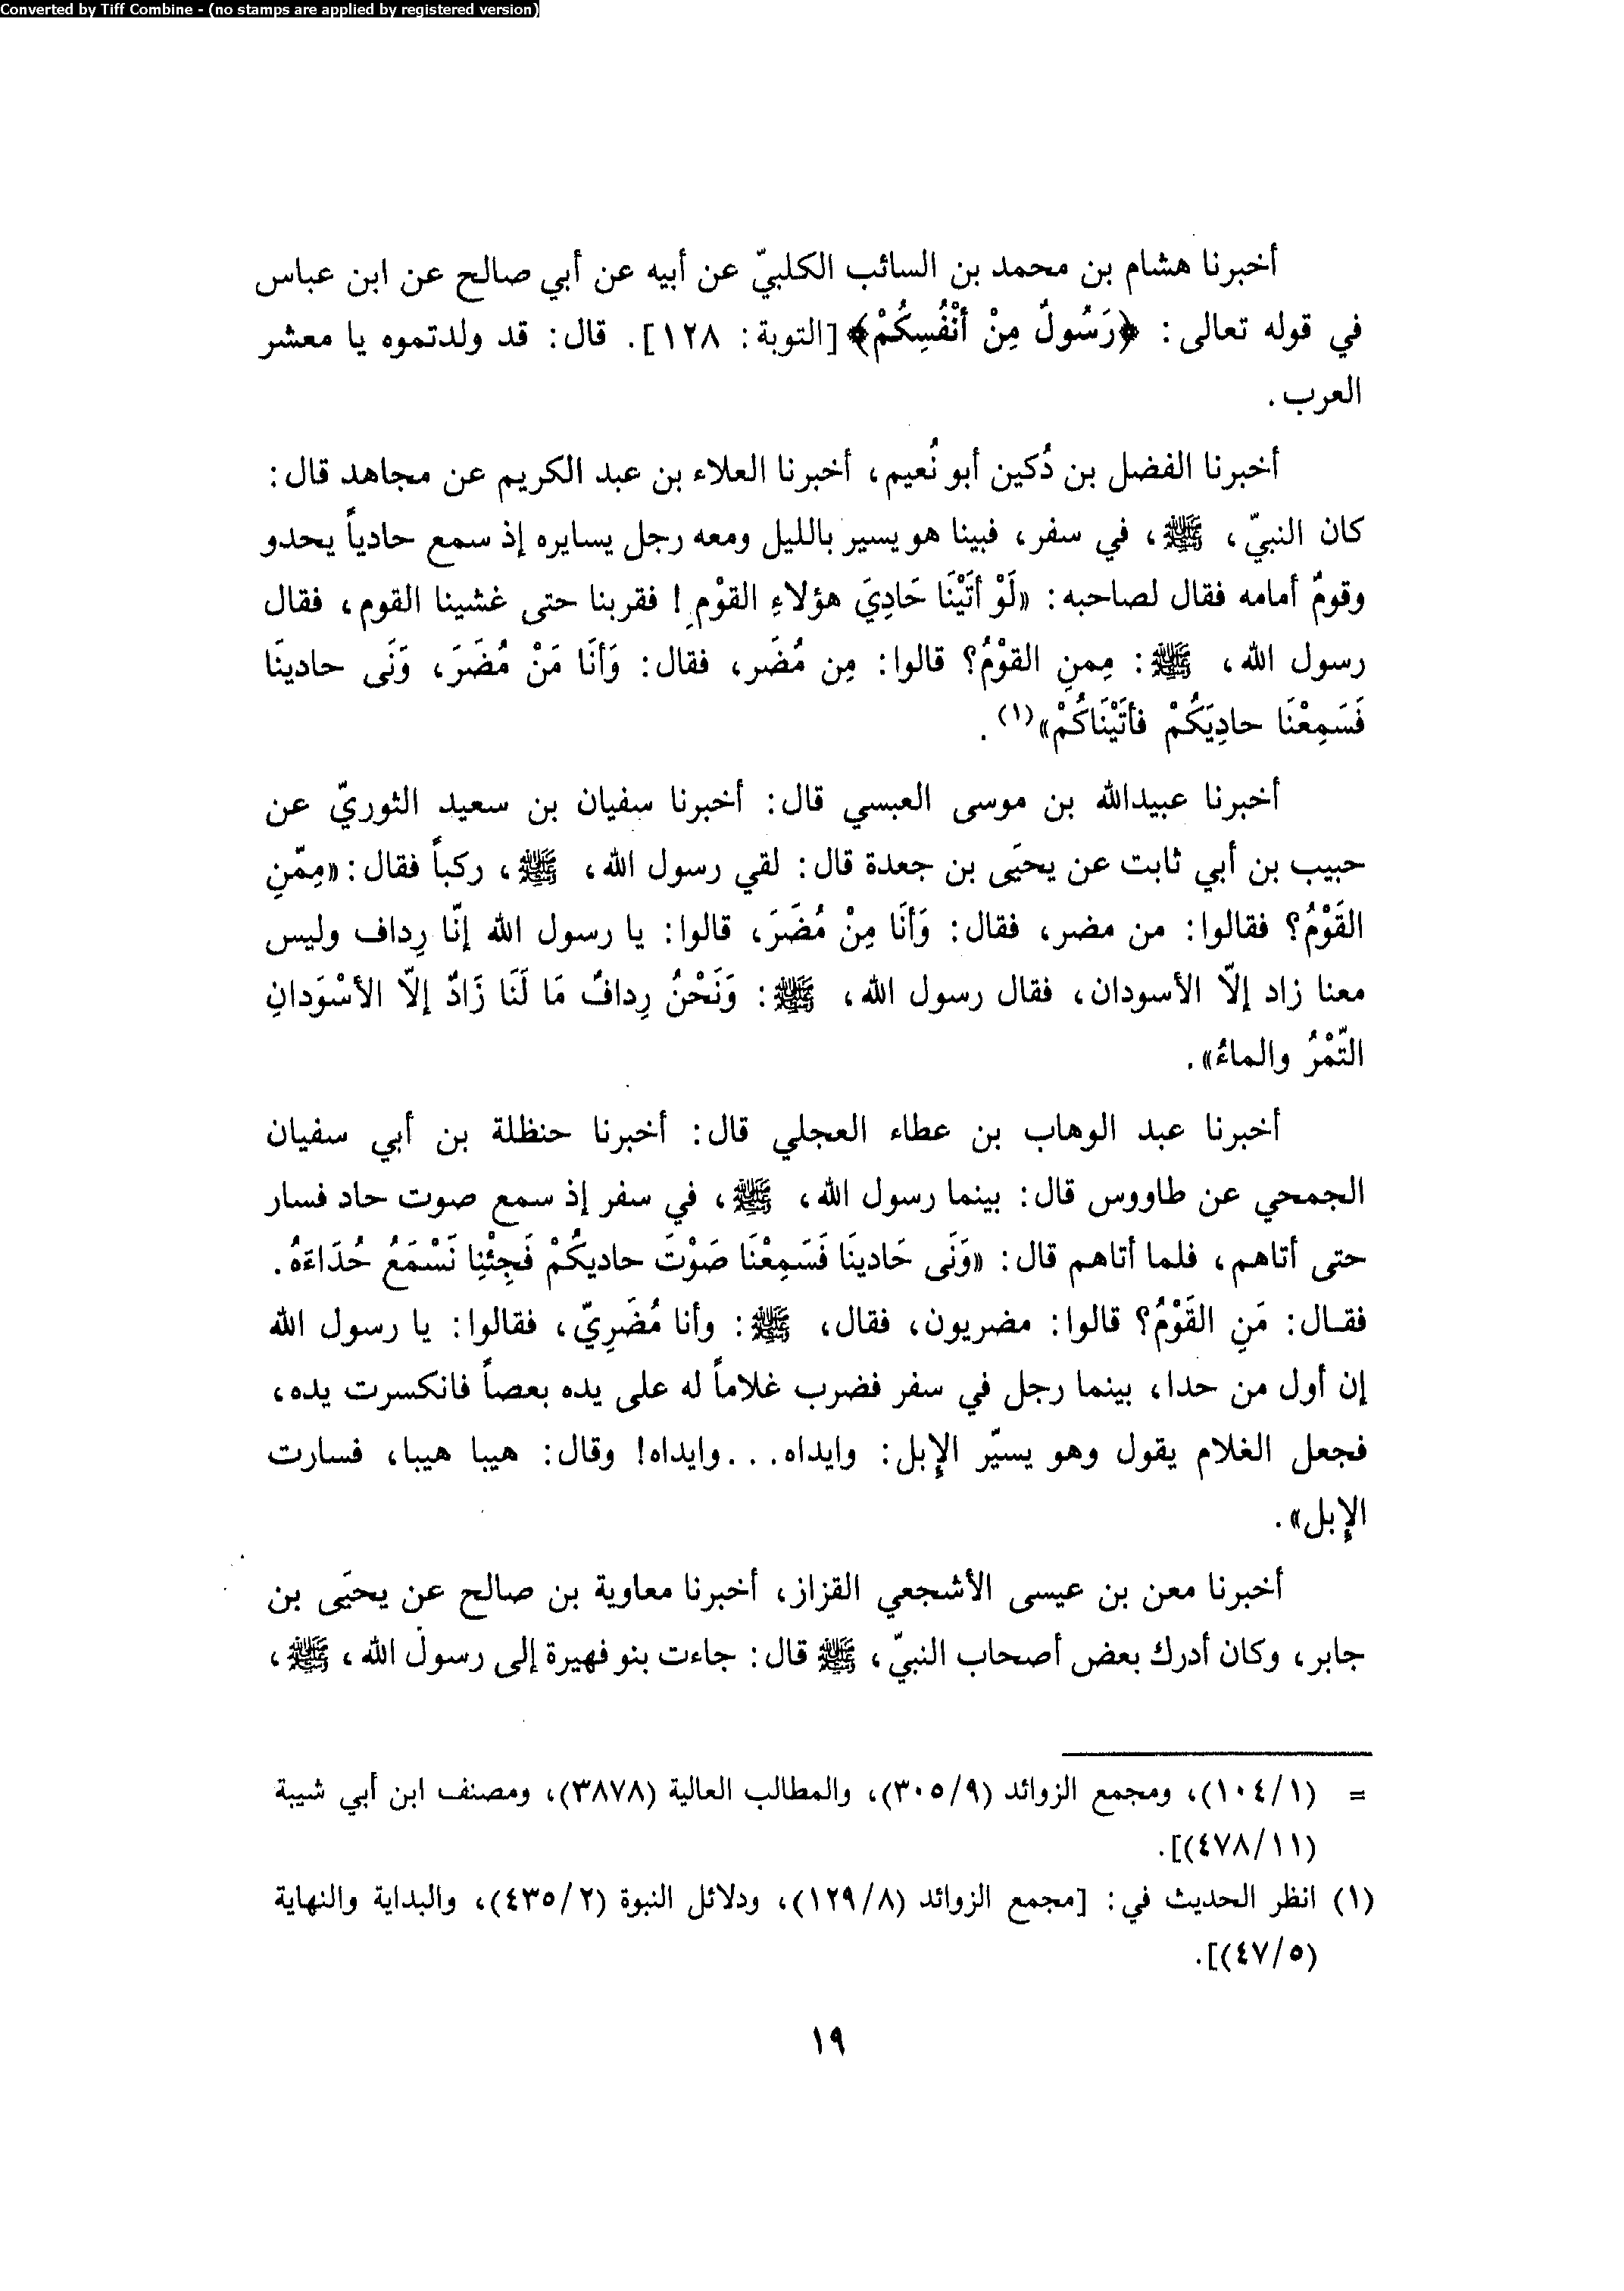 Converted by Tiff Combine - (no stamps are applied by registered version)
أخبرنا هشام بن محمد بن السائب الكلبيّ عن أبيه عن أبي صالح عن ابن عباس
في قوله تعالى: ﴿رَسُولٌ مِنْ أنْفُسِكُمْ﴾ [التوبة: ١٢٨]. قال: قد ولدتموه يا معشر
العرب.
أخبرنا الفضل بن دُكين أبو نُعيم، أخبرنا العلاء بن عبد الكريم عن مجاهد قال:
كان النبيّ، ﷺ، في سفر، فبينا هو يسير بالليل ومعه رجل يسايره إذ سمع حادياً يحدو
وقومٌ أمامه فقال لصاحبه: «لَوْ أتَيْنَا حَادِيَ هؤلاءِ القوْمِ! فقربنا حتى غشينا القوم، فقال
رسول الله، ﷺ: مِمنِ القوْمُ؟ قالوا: مِن مُضَر، فقال: وَأنَا مَنْ مُضَرَ، وَنَى حادينَا
فَسَمِعْنَا حادِيَكُمْ فأتَيْنَاكُمْ»(١).
أخبرنا عبيدالله بن موسى العبسي قال: أخبرنا سفيان بن سعيد الثوريّ عن
حبيب بن أبي ثابت عن يحيَى بن جعدة قال: لقي رسول الله، ﷺ، ركباً فقال: «مِمّنِ
القَوْمُ؟ فقالوا: من مضر، فقال: وَأنَا مِنْ مُضَرَ، قالوا: يا رسول الله إنّا رِداف وليس
معنا زاد إلّا الأسودان، فقال رسول الله، ﷺ: وَنَحْنُ رِدافٌ مَا لَنَا زَادٌ إلّا الأسْوَدانِ
التّمْرُ والماءُ».
أخبرنا عبد الوهاب بن عطاء العجلي قال: أخبرنا حنظلة بن أبي سفيان
الجمحي عن طاووس قال: بينما رسول الله، ﷺ، في سفر إذ سمع صوت حاد فسار
حتى أتاهم، فلما أتاهم قال: «وَنَى حَادينَا فَسَمِعْنَا صَوْتَ حاديكُمْ فَجِئْنِا نَسْمَعُ حُدَاءَهُ.
فقـال: مَنِ القَوْمُ؟ قالوا: مضريون، فقال، ﷺ: وأنا مُضَرِيّ، فقالوا: يا رسول الله
إن أول من حدا، بينما رجل في سفر فضرب غلاماً له على يده بعصاً فانكسرت يده،
فجعل الغلام يقول وهو يسيّر الإبل: وايداه... وايداه! وقال: هيبا هيبا، فسارت
الإبل».
أخبرنا معن بن عيسى الأشجعي القزاز، أخبرنا معاوية بن صالح عن يحيَى بن
جابر، وكان أدرك بعض أصحاب النبيّ، ﷺ قال: جاءت بنو فهيرة إلى رسول الله، ﷺ،
= (١٠٤/١)، ومجمع الزوائد (٣٠٥/٩)، والمطالب العالية (٣٨٧٨)، ومصنف ابن أبي شيبة
(٤٧٨/١١)].
(١) انظر الحديث في: [مجمع الزوائد (١٢٩/٨)، ودلائل النبوة (٤٣٥/٢)، والبداية والنهاية
(٤٧/٥)].
١٩